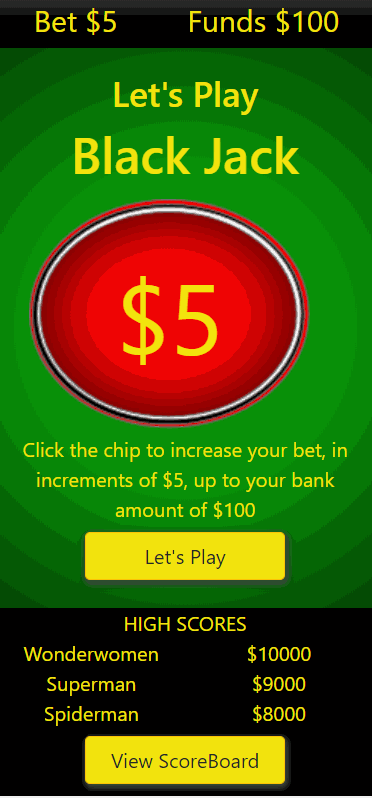 Bet $5 Funds $100
Let's Play
Black Jack
$5
Click the chip to increase your bet, in
increments of $5, up to your bank
amount of $100
Let's Play
HIGH SCORES
Wonderwomen $10000
Superman $9000
Spiderman $8000
View ScoreBoard